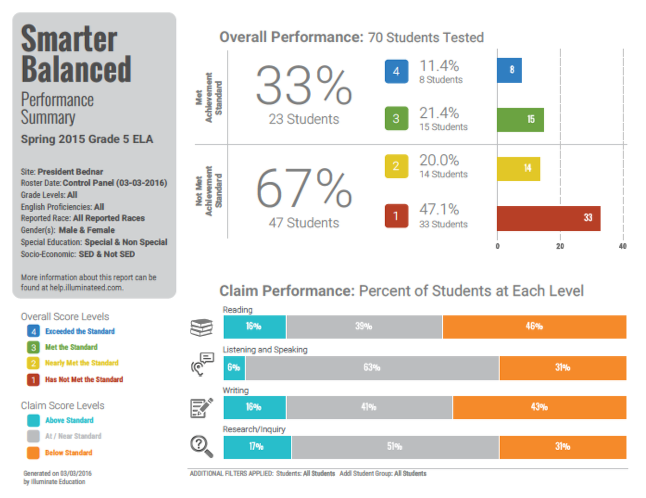 Smarter
Balanced
Performance
Summary
Spring 2015 Grade 5 ELA
Site: President Bednar
Roster Date: Control Panel (03-03-2016)
Grade Levels: All
English Proficiencies: All
Reported Race: All Reported Races
Gender(s): Male & Female
Special Education: Special & Non Special
Socio-Economic: SED & Not SED
More information about this report can be
found at help.illuminateed.com.
Overall Score Levels
4 Exceeded the Standard
3 Met the Standard
2 Nearly Met the Standard
1 Has Not Met the Standard
Claim Score Levels
Above Standard
At / Near Standard
Below Standard
Generated on 03/03/2016
by Illuminate Education
Overall Performance: 70 Students Tested
Met
Achievement
Standard
33%
23 Students
4 11.4%
8 Students
8
3 21.4%
15 Students
15
Not Met
Achievement
Standard
67%
47 Students
2 20.0%
14 Students
14
1 47.1%
33 Students
33
0 20 40
Claim Performance: Percent of Students at Each Level
Reading
16% 39% 46%
Listening and Speaking
6% 63% 31%
Writing
16% 41% 43%
Research/Inquiry
17% 51% 31%
ADDITIONAL FILTERS APPLIED: Students: All Students Addl Student Group: All Students